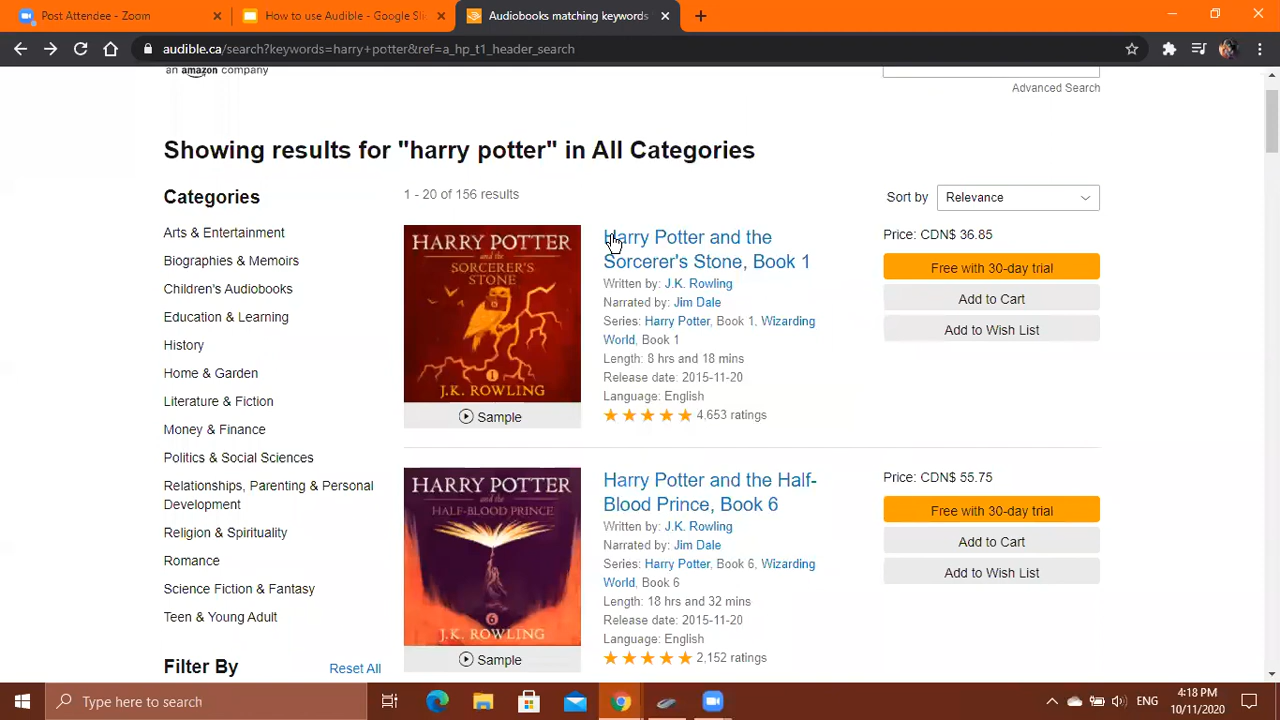 Post Attendee - Zoom
How to use Audible - Google Sli
Audiobooks matching keywords
audible.ca/search?keywords=harry+potter&ref=a_hp_t1_header_search
an amazon company
Advanced Search
Showing results for "harry potter" in All Categories
Categories
Arts & Entertainment
Biographies & Memoirs
Children's Audiobooks
Education & Learning
History
Home & Garden
Literature & Fiction
Money & Finance
Politics & Social Sciences
Relationships, Parenting & Personal
Development
Religion & Spirituality
Romance
Science Fiction & Fantasy
Teen & Young Adult
Filter By
Reset All
1 - 20 of 156 results
Sort by
Relevance
HARRY POTTER
and the
SORCERER'S
STONE
1
J.K. ROWLING
Sample
Harry Potter and the
Sorcerer's Stone, Book 1
Written by: J.K. Rowling
Narrated by: Jim Dale
Series: Harry Potter, Book 1, Wizarding
World, Book 1
Length: 8 hrs and 18 mins
Release date: 2015-11-20
Language: English
4,653 ratings
Price: CDN$ 36.85
Free with 30-day trial
Add to Cart
Add to Wish List
HARRY POTTER
and the
HALF-BLOOD PRINCE
6
J.K. ROWLING
Sample
Harry Potter and the Half-
Blood Prince, Book 6
Written by: J.K. Rowling
Narrated by: Jim Dale
Series: Harry Potter, Book 6, Wizarding
World, Book 6
Length: 18 hrs and 32 mins
Release date: 2015-11-20
Language: English
2,152 ratings
Price: CDN$ 55.75
Free with 30-day trial
Add to Cart
Add to Wish List
Type here to search
ENG
4:18 PM
10/11/2020